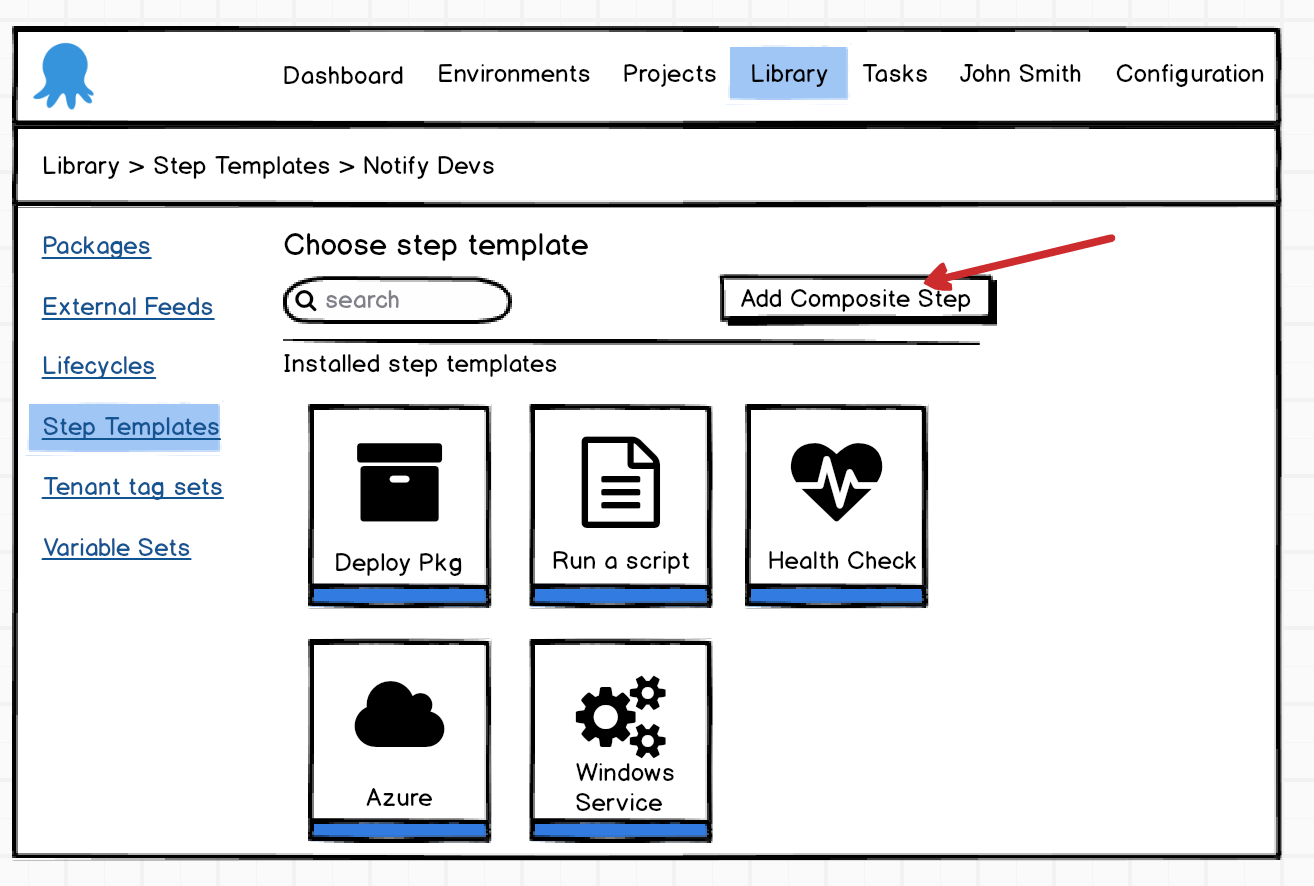 Dashboard Environments Projects Library Tasks John Smith Configuration
Library > Step Templates > Notify Devs
Packages
External Feeds
Lifecycles
Step Templates
Tenant tag sets
Variable Sets
Choose step template
search
Add Composite Step
Installed step templates
Deploy Pkg
Run a script
Health Check
Azure
Windows
Service